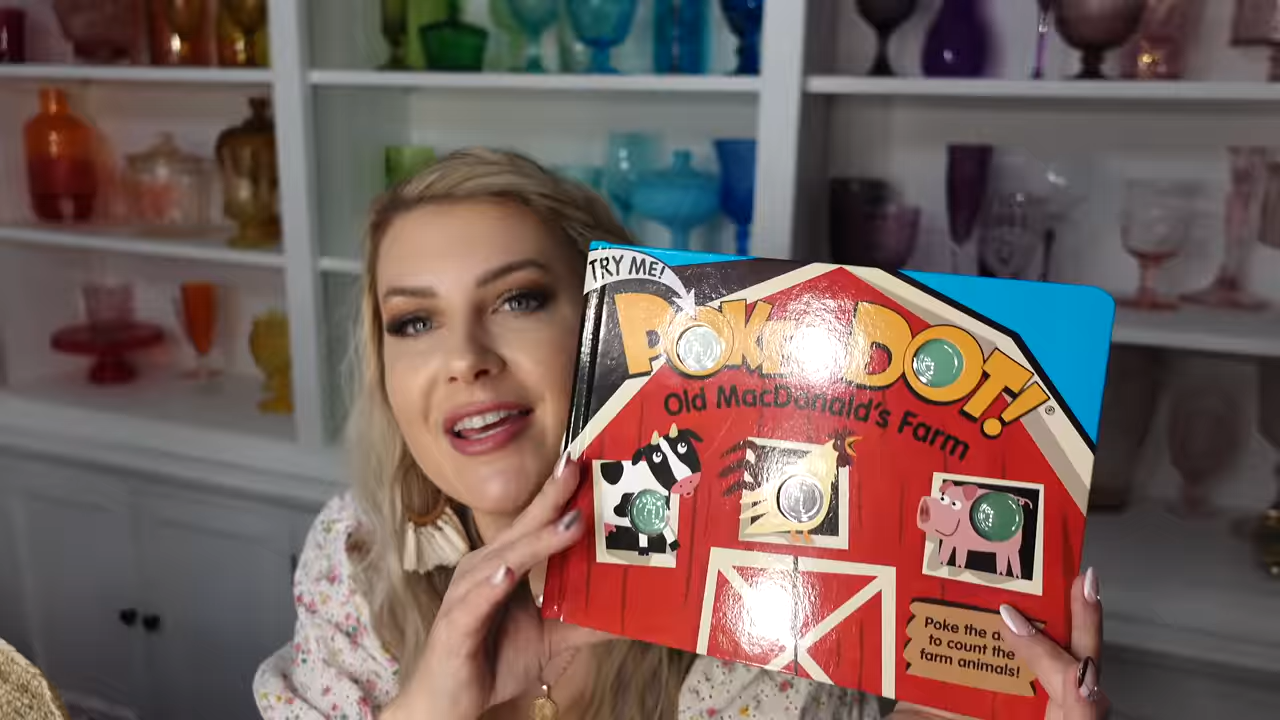 TRY ME!
POKE DOT!®
Old MacDonald's Farm
Poke the
to count the
farm animals!